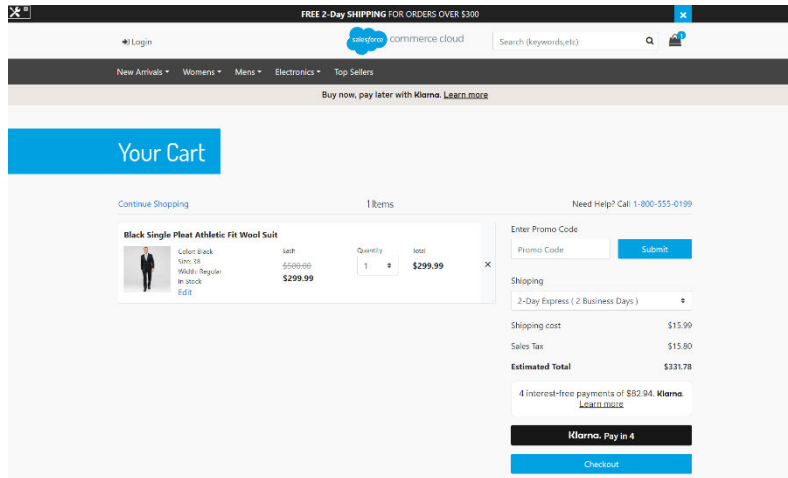 FREE 2-Day SHIPPING FOR ORDERS OVER $300
Login
salesforce commerce cloud
Search (keywords,etc)
1
New Arrivals Womens Mens Electronics Top Sellers
Buy now, pay later with Klarna. Learn more
Your Cart
Continue Shopping
1 Items
Need Help? Call 1-800-555-0199
Black Single Pleat Athletic Fit Wool Suit
Color: Black
Size: 38
Width: Regular
In Stock
Edit
Each
$500.00
$299.99
Quantity
1
Total
$299.99
Enter Promo Code
Promo Code
Submit
Shipping
2-Day Express ( 2 Business Days )
Shipping cost $15.99
Sales Tax $15.80
Estimated Total $331.78
4 interest-free payments of $82.94. Klarna.
Learn more
Klarna. Pay in 4
Checkout